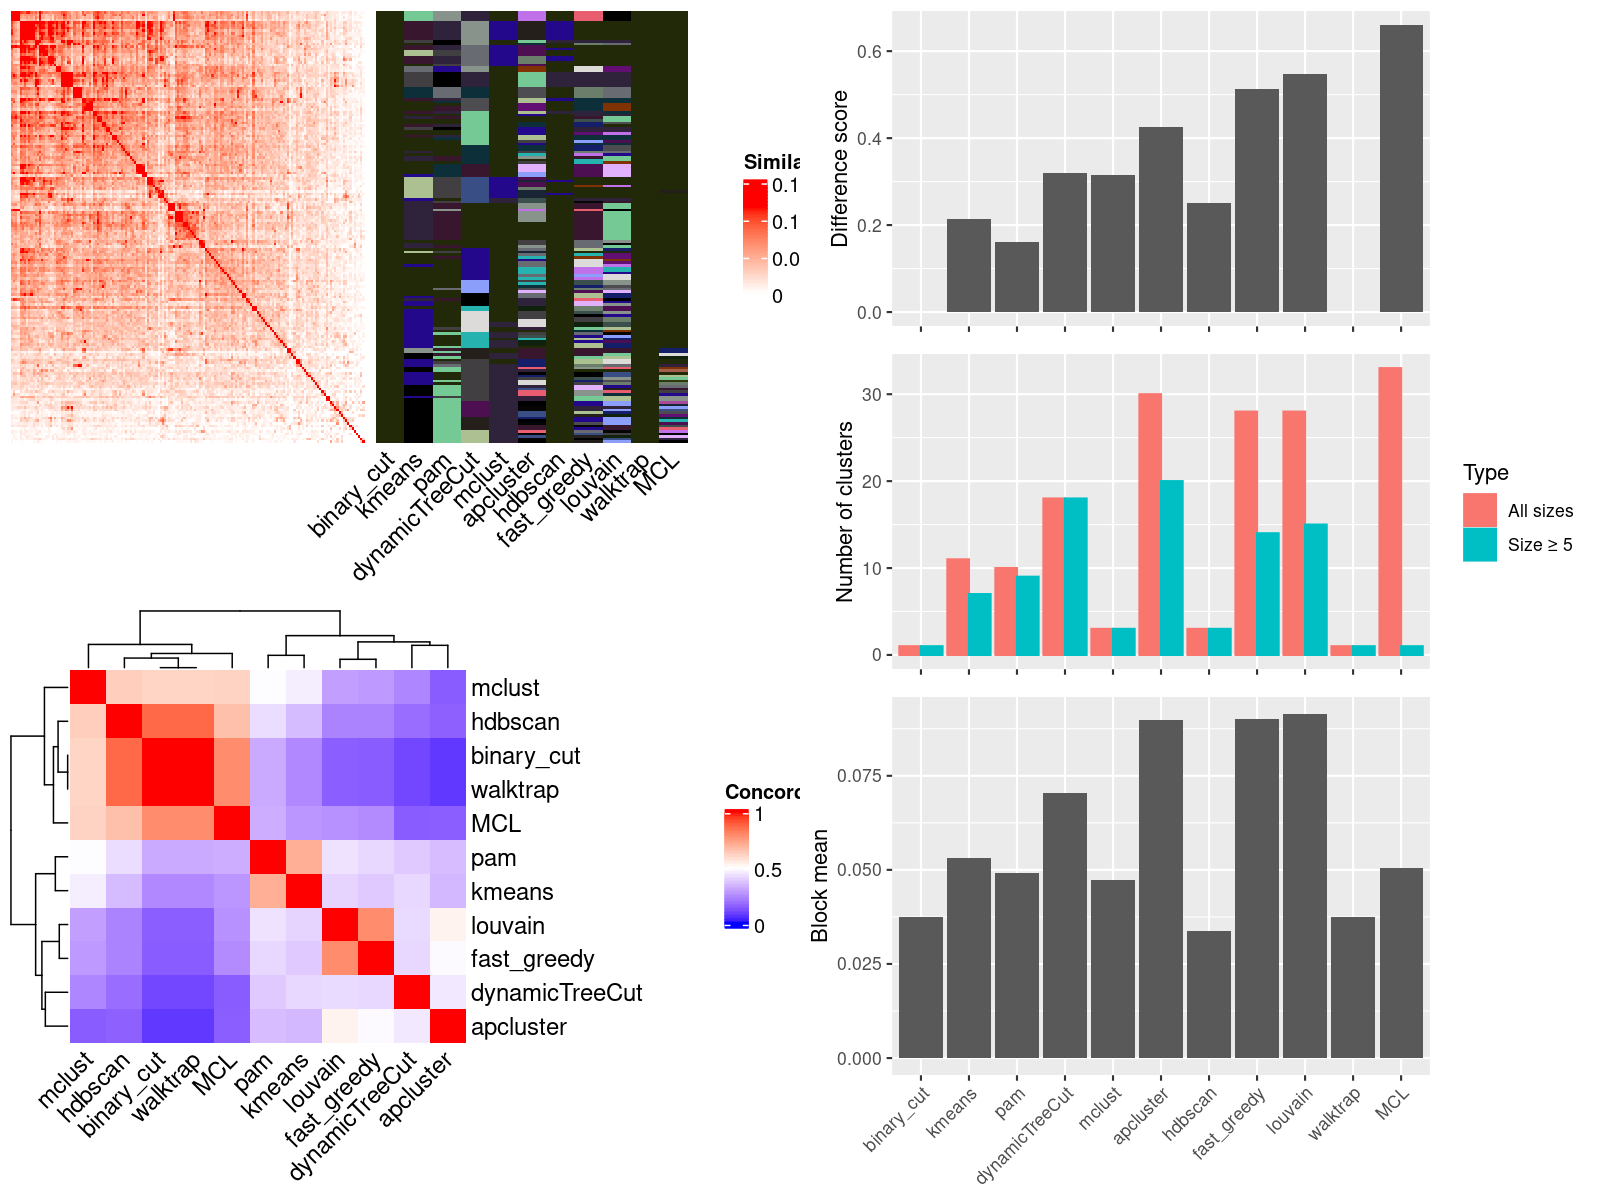 Simila
0.1
0.1
0.0
0
binary_cut
kmeans
pam
dynamicTreeCut
mclust
apcluster
hdbscan
fast_greedy
louvain
walktrap
MCL
mclust
hdbscan
binary_cut
walktrap
MCL
pam
kmeans
louvain
fast_greedy
dynamicTreeCut
apcluster
mclust
hdbscan
binary_cut
walktrap
MCL
pam
kmeans
louvain
fast_greedy
dynamicTreeCut
apcluster
Concord
1
0.5
0
Difference score
0.6
0.4
0.2
0.0
Number of clusters
30
20
10
0
Type
All sizes
Size ≥ 5
Block mean
0.075
0.050
0.025
0.000
binary_cut
kmeans
pam
dynamicTreeCut
mclust
apcluster
hdbscan
fast_greedy
louvain
walktrap
MCL